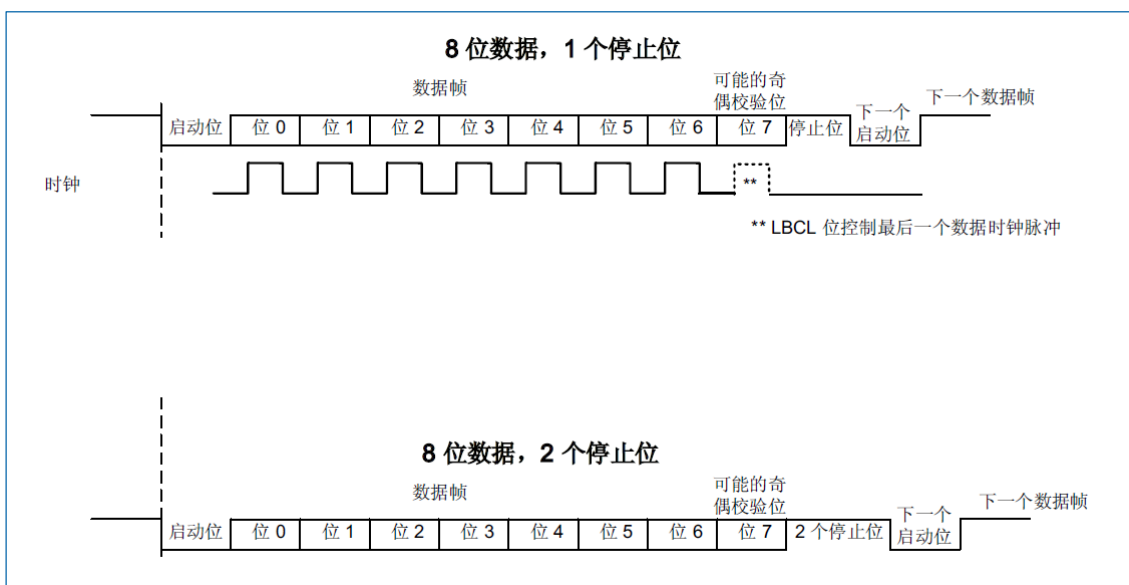 8 位数据，1 个停止位
数据帧
可能的奇
偶校验位
下一个数据帧
启动位 位 0 位 1 位 2 位 3 位 4 位 5 位 6 位 7 停止位
下一个
启动位
时钟
**
** LBCL 位控制最后一个数据时钟脉冲
8 位数据，2 个停止位
数据帧
可能的奇
偶校验位
下一个数据帧
启动位 位 0 位 1 位 2 位 3 位 4 位 5 位 6 位 7 2 个停止位
下一个
启动位